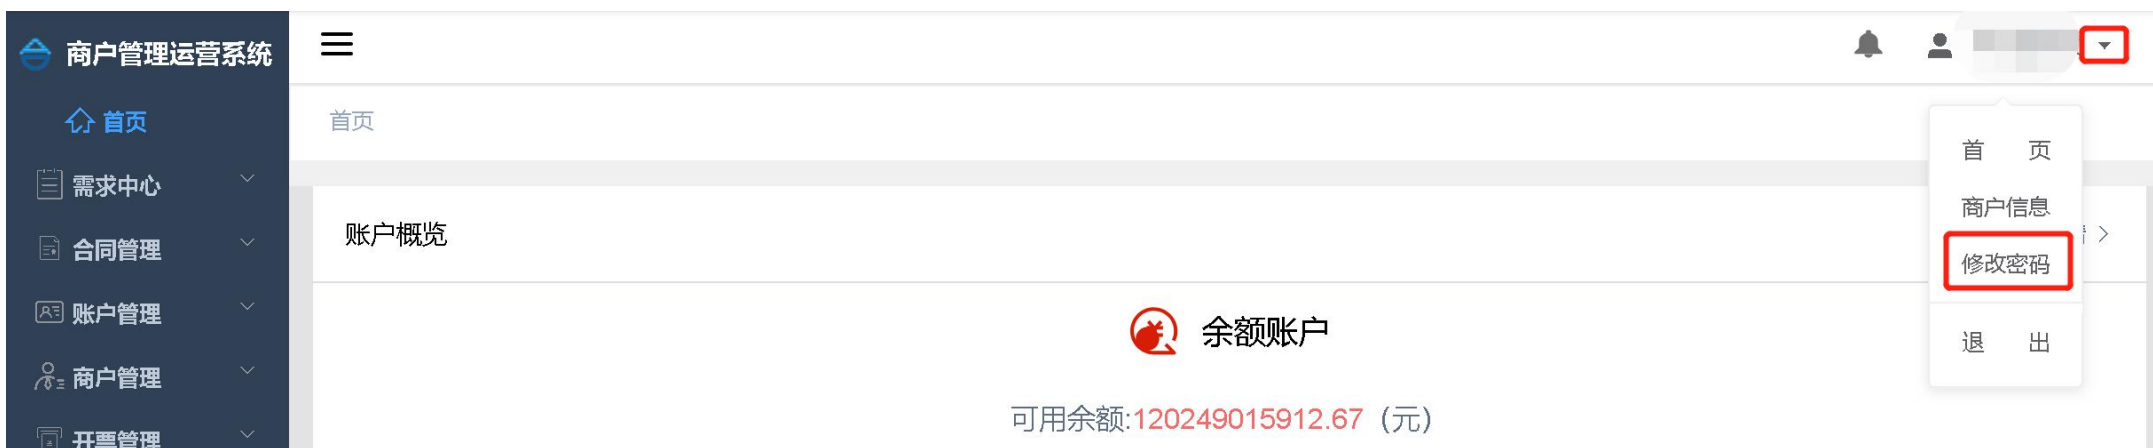 商户管理运营系统
首页
需求中心
合同管理
账户管理
商户管理
开票管理
首页
账户概览
余额账户
可用余额:120249015912.67 (元)
首 页
商户信息
修改密码
退 出